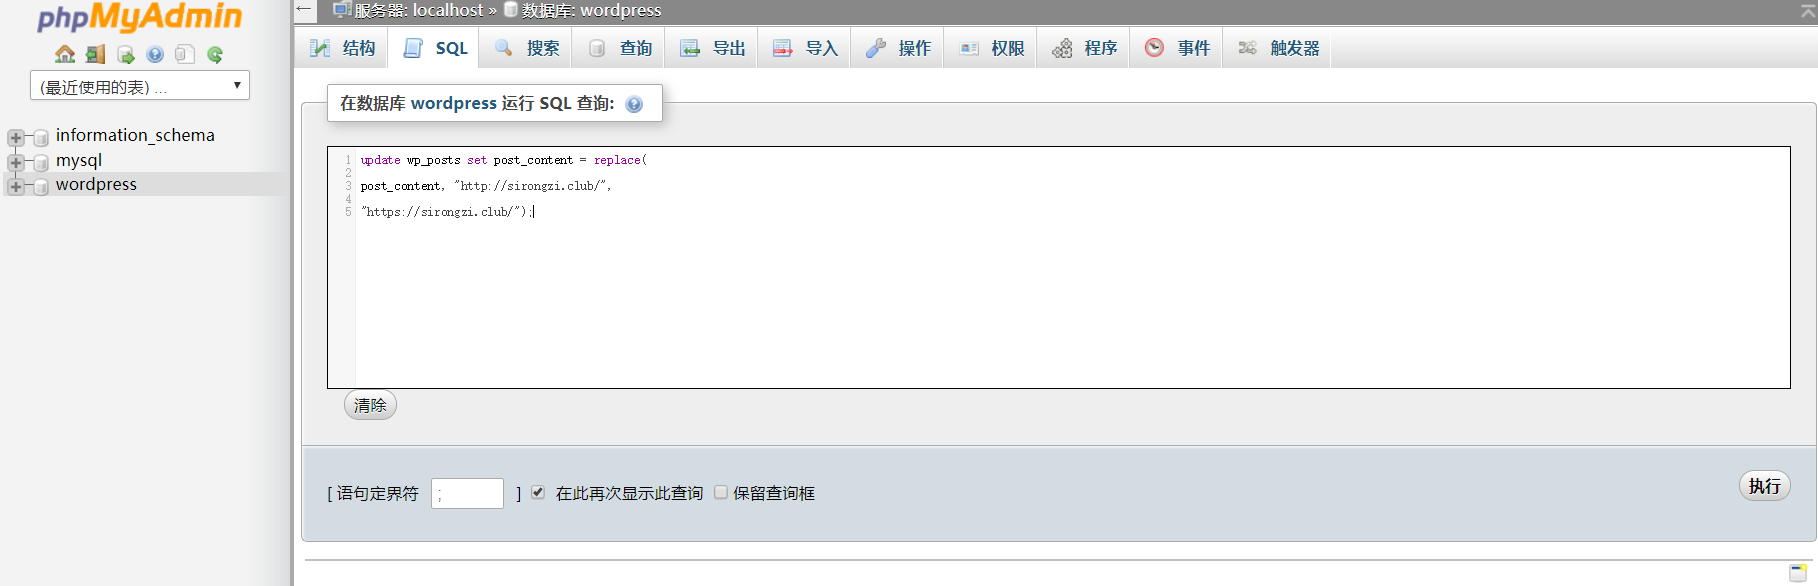 phpMyAdmin
(最近使用的表) ...
information_schema
mysql
wordpress
服务器: localhost » 数据库: wordpress
结构 SQL 搜索 查询 导出 导入 操作 权限 程序 事件 触发器
在数据库 wordpress 运行 SQL 查询:
1 update wp_posts set post_content = replace(
2
3 post_content, "http://sirongzi.club/",
4
5 "https://sirongzi.club/");
清除
[ 语句定界符 ; ] 在此再次显示此查询 保留查询框
执行